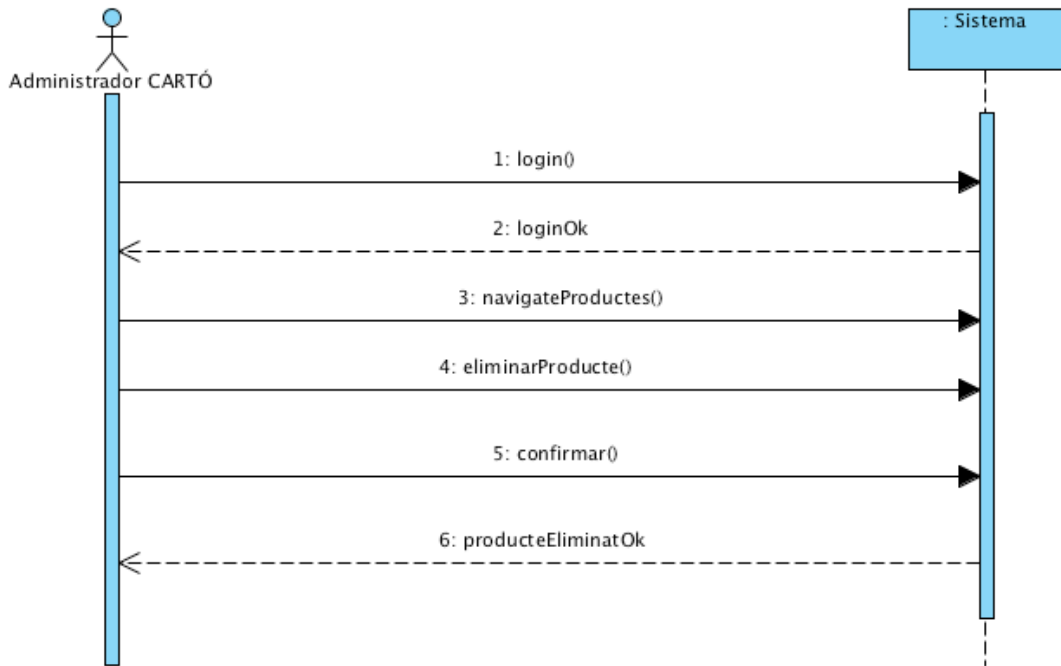 : Sistema
Administrador CARTÓ
1: login()
2: loginOk
3: navigateProductes()
4: eliminarProducte()
5: confirmar()
6: producteEliminatOk